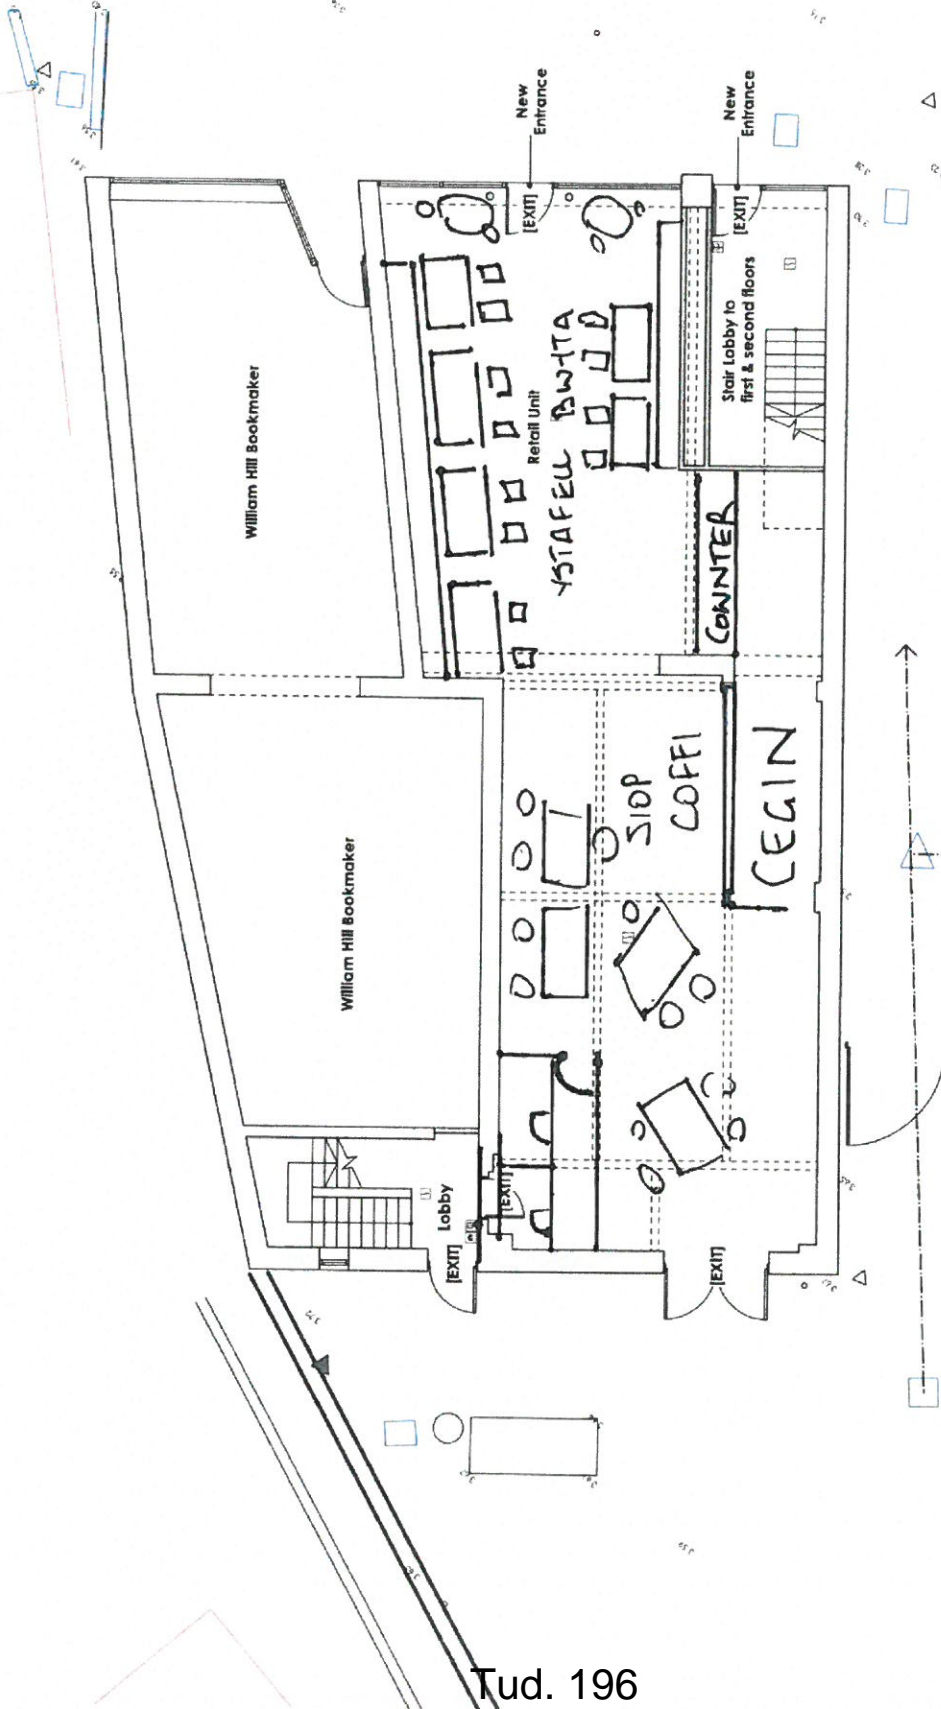 New
Entrance
New
Entrance
[EXIT]
[EXIT]
William Hill Bookmaker
Retail Unit
YSTAFELL BWYTA
Stair Lobby to
first & second floors
COWNTER
William Hill Bookmaker
SIOP
COFFI
CEGIN
Lobby
[EXIT]
[EXIT]
[EXIT]
Tud. 196